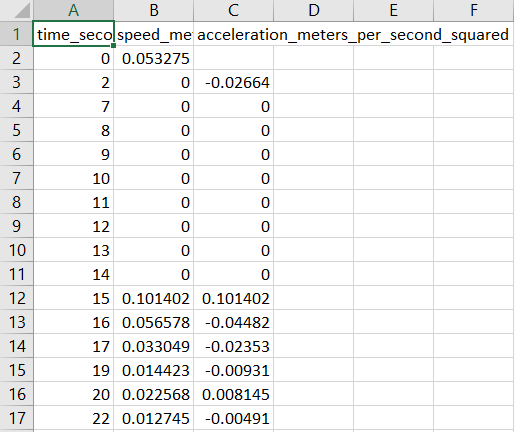 A B C D E F
1 time_seco speed_me acceleration_meters_per_second_squared
2 0 0.053275
3 2 0 -0.02664
4 7 0 0
5 8 0 0
6 9 0 0
7 10 0 0
8 11 0 0
9 12 0 0
10 13 0 0
11 14 0 0
12 15 0.101402 0.101402
13 16 0.056578 -0.04482
14 17 0.033049 -0.02353
15 19 0.014423 -0.00931
16 20 0.022568 0.008145
17 22 0.012745 -0.00491